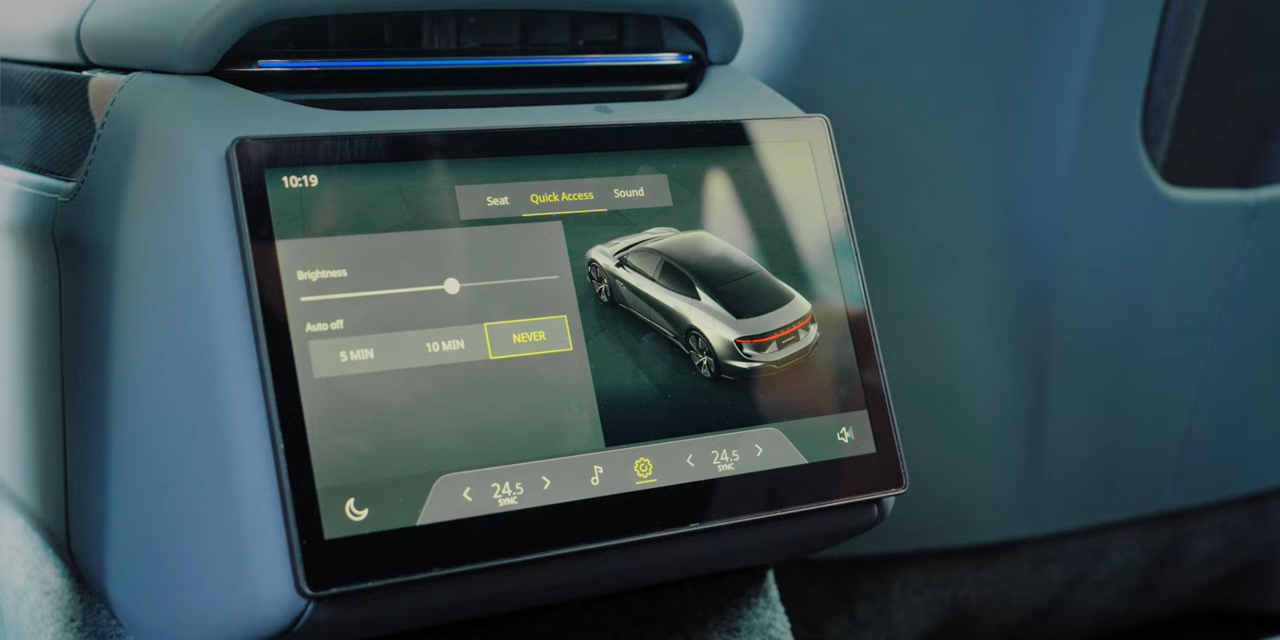 10:19
Seat Quick Access Sound
Brightness
Auto off
5 MIN 10 MIN NEVER
24.5 24.5
SYNC SYNC